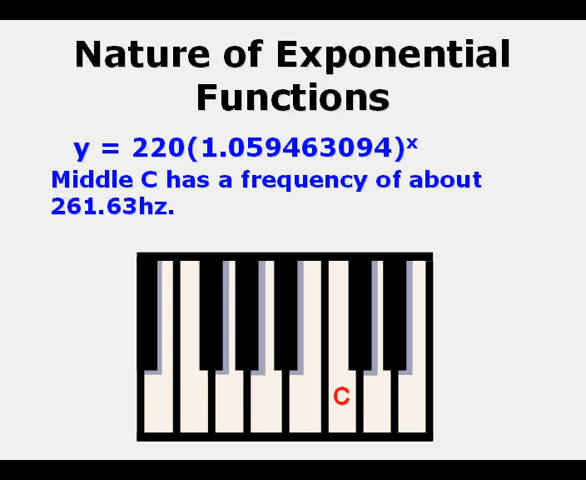 Nature of Exponential
Functions
y = 220(1.059463094)ˣ
Middle C has a frequency of about
261.63hz.
C